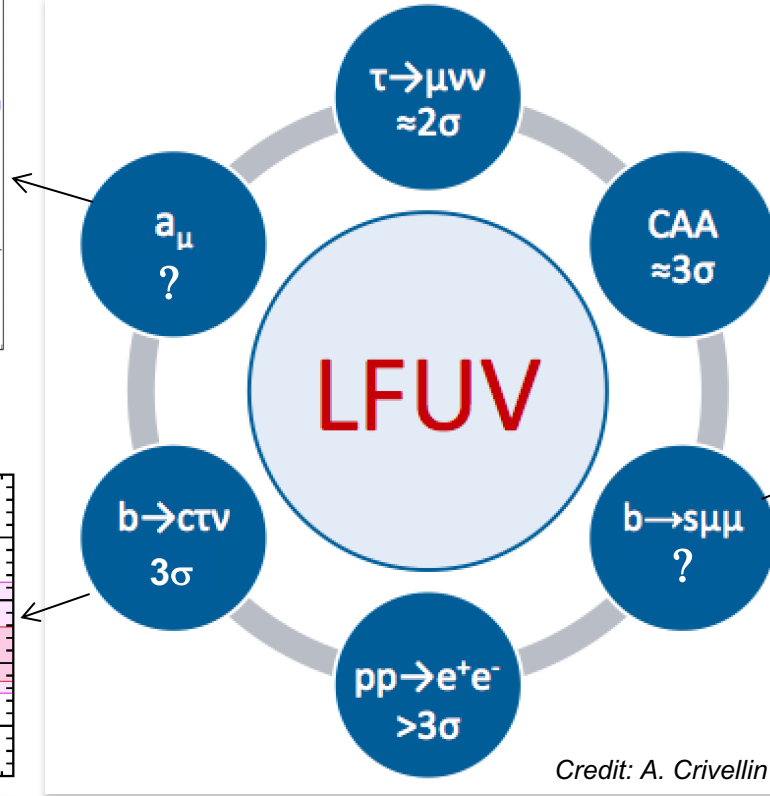 τ→μνν
≈2σ
aμ
?
CAA
≈3σ
LFUV
b→cτν
3σ
b→sμμ
?
pp→e⁺e⁻
>3σ
Credit: A. Crivellin